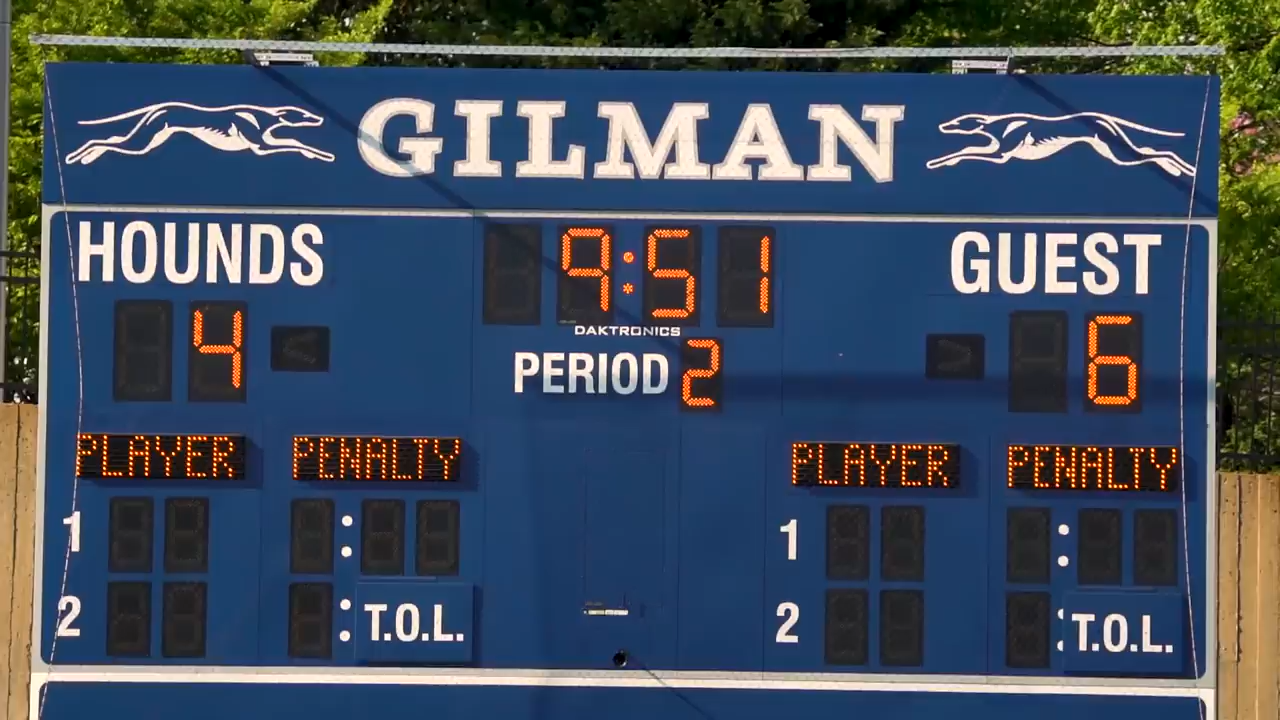 GILMAN
HOUNDS 9:51 GUEST
DAKTRONICS
4 PERIOD 2 6
PLAYER PENALTY PLAYER PENALTY
1 : 1 :
2 : T.O.L. 2 : T.O.L.